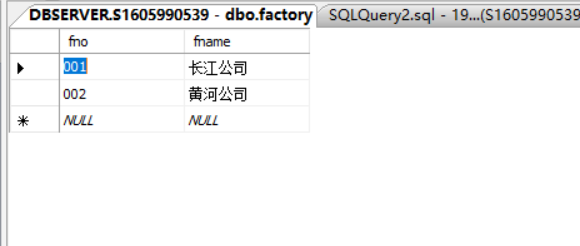 DBSERVER.S1605990539 - dbo.factory SQLQuery2.sql - 19...(S1605990539
fno fname
001 长江公司
002 黄河公司
NULL NULL